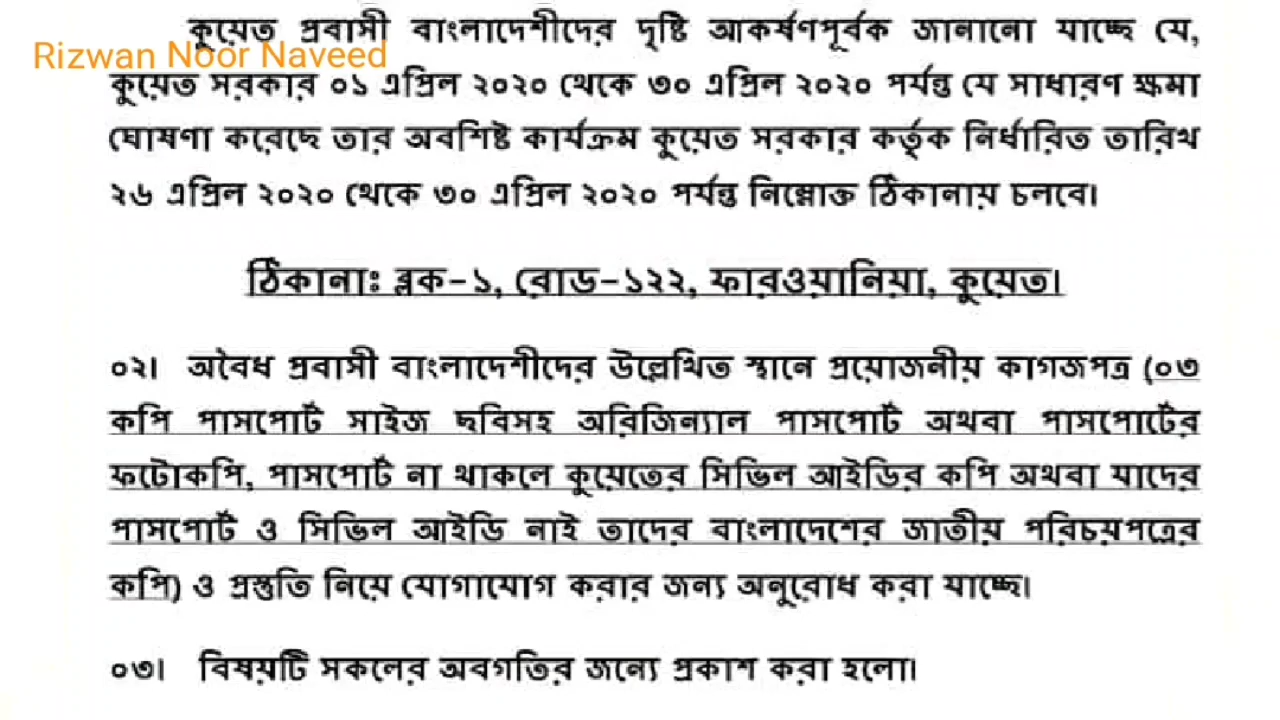 কুয়েত প্রবাসী বাংলাদেশীদের দৃষ্টি আকর্ষণপূর্বক জানানো যাচ্ছে যে,
Rizwan Noor Naveed
কুয়েত সরকার ০১ এপ্রিল ২০২০ থেকে ৩০ এপ্রিল ২০২০ পর্যন্ত যে সাধারণ ক্ষমা
ঘোষণা করেছে তার অবশিষ্ট কার্যক্রম কুয়েত সরকার কর্তৃক নির্ধারিত তারিখ
২৬ এপ্রিল ২০২০ থেকে ৩০ এপ্রিল ২০২০ পর্যন্ত নিম্নোক্ত ঠিকানায় চলবে।
ঠিকানাঃ ব্লক-১, রোড-১২২, ফারওয়ানিয়া, কুয়েত।
০২। অবৈধ প্রবাসী বাংলাদেশীদের উল্লেখিত স্থানে প্রয়োজনীয় কাগজপত্র (০৩
কপি পাসপোর্ট সাইজ ছবিসহ অরিজিন্যাল পাসপোর্ট অথবা পাসপোর্টের
ফটোকপি, পাসপোর্ট না থাকলে কুয়েতের সিভিল আইডির কপি অথবা যাদের
পাসপোর্ট ও সিভিল আইডি নাই তাদের বাংলাদেশের জাতীয় পরিচয়পত্রের
কপি) ও প্রস্তুতি নিয়ে যোগাযোগ করার জন্য অনুরোধ করা যাচ্ছে।
০৩। বিষয়টি সকলের অবগতির জন্যে প্রকাশ করা হলো।